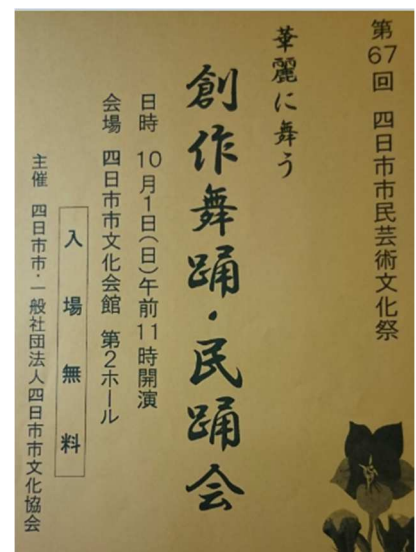 第67回 四日市市民芸術文化祭
華麗に舞う
創作舞踊・民踊会
日時 10月1日(日)午前11時開演
会場 四日市市文化会館 第2ホール
入場無料
主催 四日市市・一般社団法人四日市市文化協会